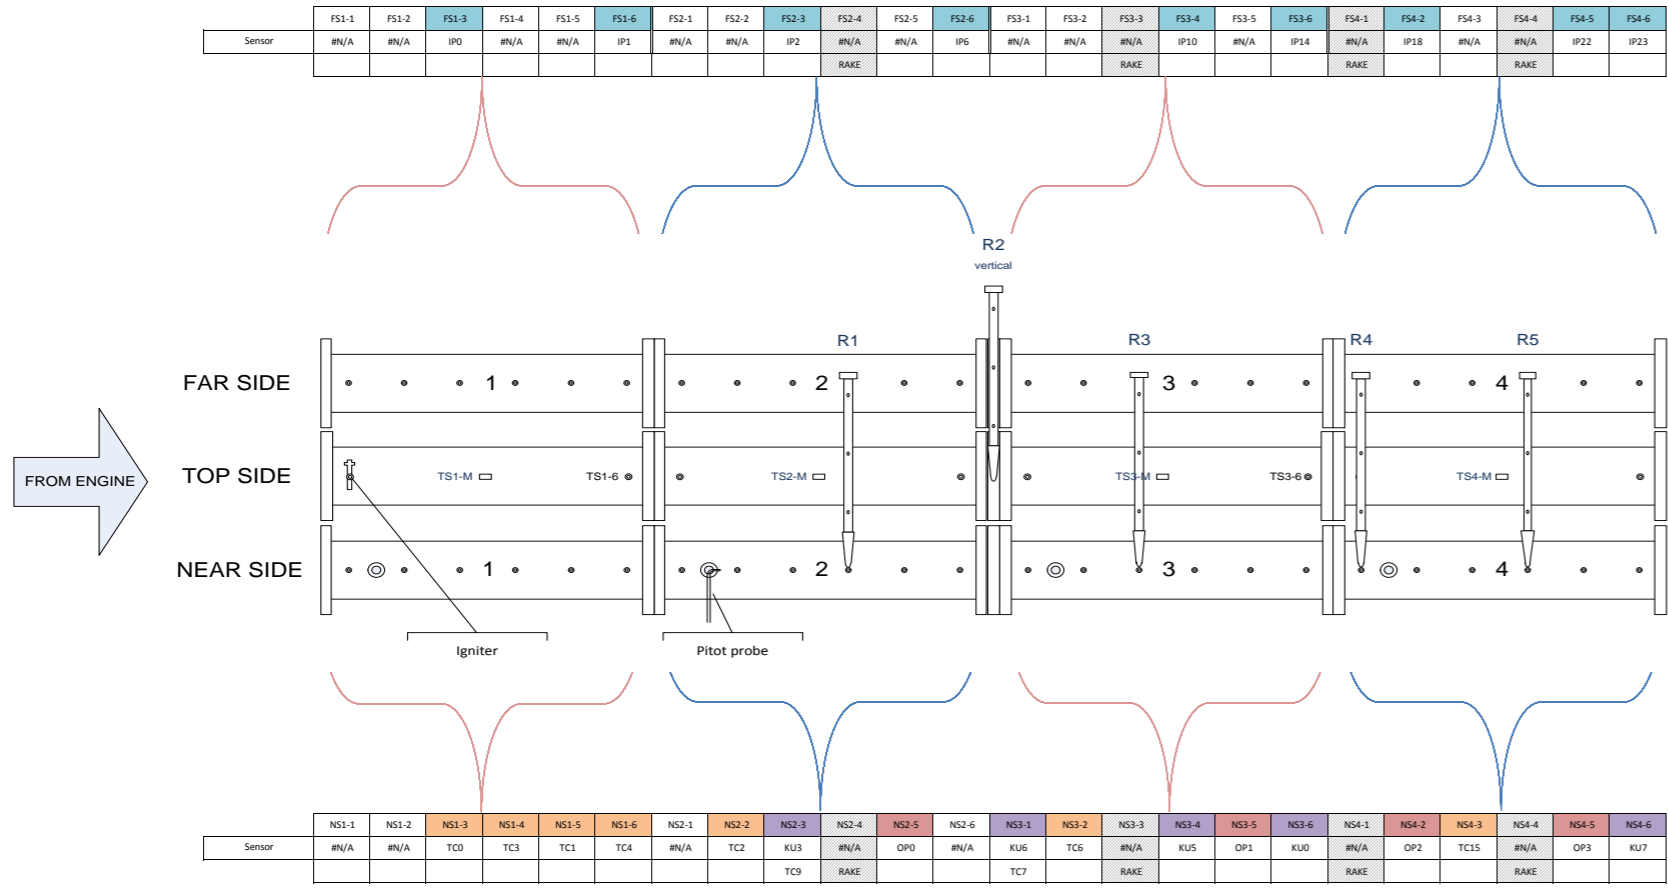 FS1-1 FS1-2 FS1-3 FS1-4 FS1-5 FS1-6 FS2-1 FS2-2 FS2-3 FS2-4 FS2-5 FS2-6 FS3-1 FS3-2 FS3-3 FS3-4 FS3-5 FS3-6 FS4-1 FS4-2 FS4-3 FS4-4 FS4-5 FS4-6
Sensor #N/A #N/A IP0 #N/A #N/A IP1 #N/A #N/A IP2 #N/A #N/A IP6 #N/A #N/A #N/A IP10 #N/A IP14 #N/A IP18 #N/A #N/A IP22 IP23
RAKE RAKE RAKE RAKE
R2
vertical
R1 R3 R4 R5
FAR SIDE 1 2 3 4
FROM ENGINE
TOP SIDE TS1-M TS1-6 TS2-M TS3-M TS3-6 TS4-M
NEAR SIDE 1 2 3 4
Igniter Pitot probe
NS1-1 NS1-2 NS1-3 NS1-4 NS1-5 NS1-6 NS2-1 NS2-2 NS2-3 NS2-4 NS2-5 NS2-6 NS3-1 NS3-2 NS3-3 NS3-4 NS3-5 NS3-6 NS4-1 NS4-2 NS4-3 NS4-4 NS4-5 NS4-6
Sensor #N/A #N/A TC0 TC3 TC1 TC4 #N/A TC2 KU3 #N/A OP0 #N/A KU6 TC6 #N/A KU5 OP1 KU0 #N/A OP2 TC15 #N/A OP3 KU7
TC9 RAKE TC7 RAKE RAKE RAKE